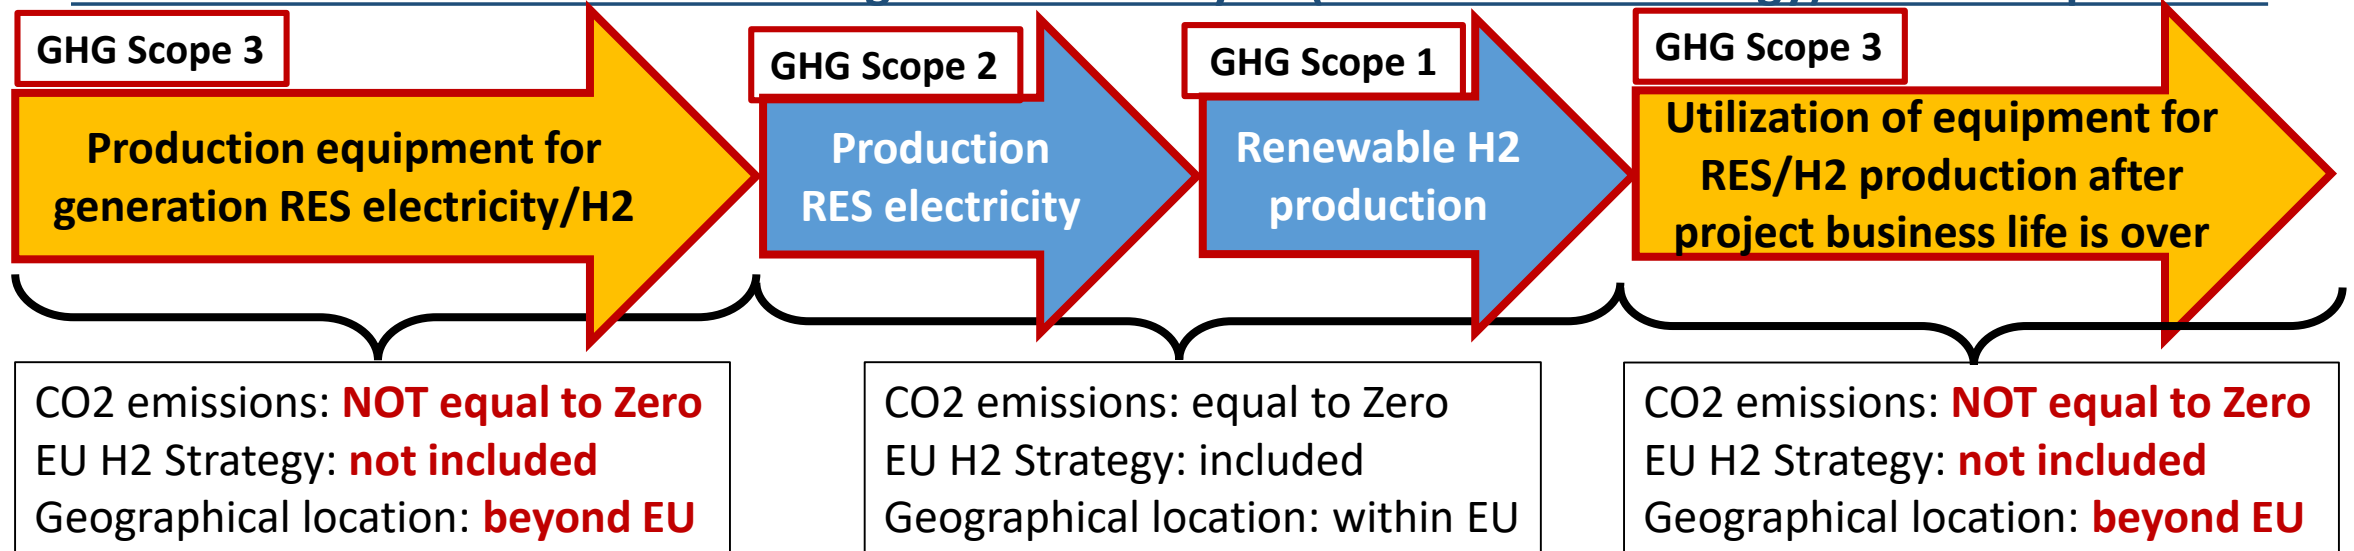 GHG Scope 3
Production equipment for
generation RES electricity/H2
GHG Scope 2
Production
RES electricity
GHG Scope 1
Renewable H2
production
GHG Scope 3
Utilization of equipment for
RES/H2 production after
project business life is over
CO2 emissions: NOT equal to Zero
EU H2 Strategy: not included
Geographical location: beyond EU
CO2 emissions: equal to Zero
EU H2 Strategy: included
Geographical location: within EU
CO2 emissions: NOT equal to Zero
EU H2 Strategy: not included
Geographical location: beyond EU